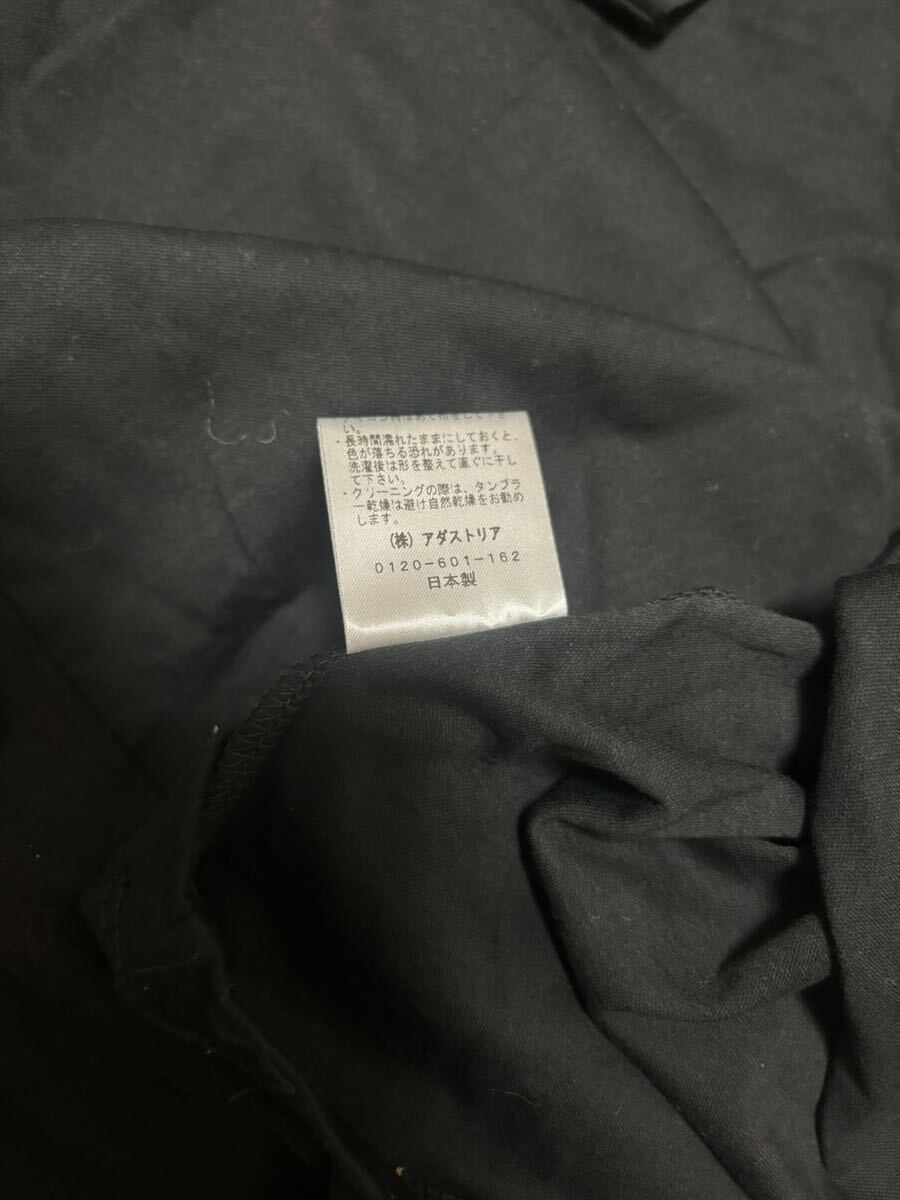 い。
・長時間濡れたままにしておくと、
色が落ちる恐れがあります。
洗濯後は形を整えて直ぐに干し
て下さい。
・クリーニングの際は、タンブラ
ー乾燥は避け自然乾燥をお勧め
します。
(株)アダストリア
0120-601-162
日本製